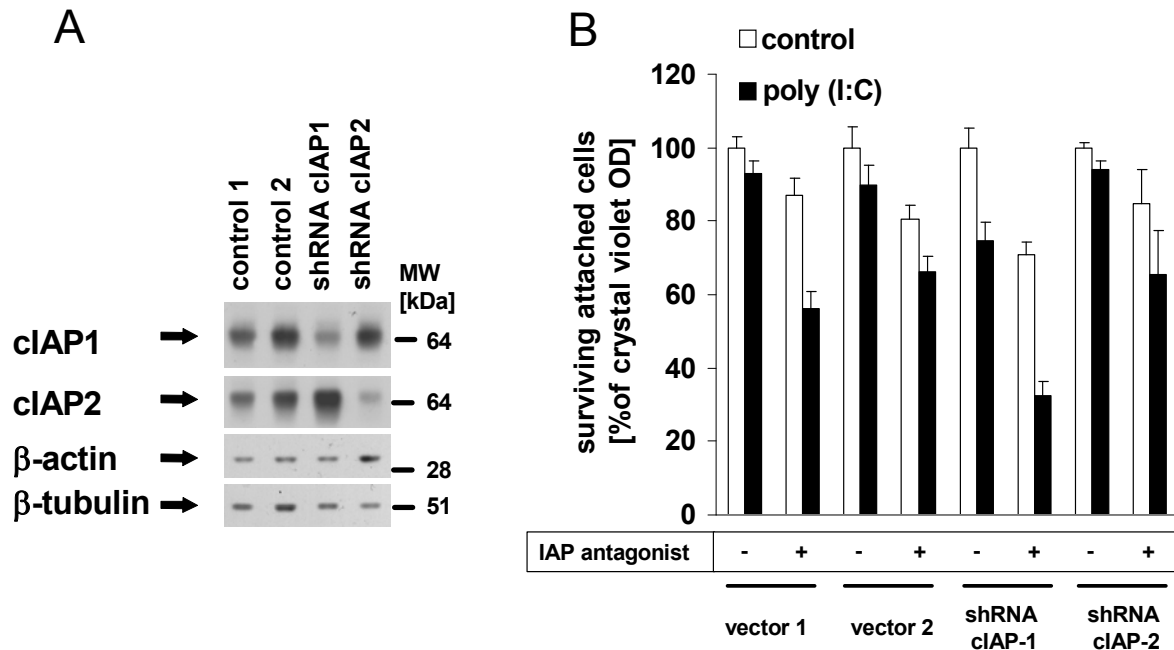 A
control 1
control 2
shRNA cIAP1
shRNA cIAP2
MW
[kDa]
cIAP1
64
cIAP2
64
β-actin
28
β-tubulin
51
B
control
poly (I:C)
surviving attached cells
[%of crystal violet OD]
120
100
80
60
40
20
0
IAP antagonist - + - + - + - +
vector 1 vector 2 shRNA shRNA
cIAP-1 cIAP-2